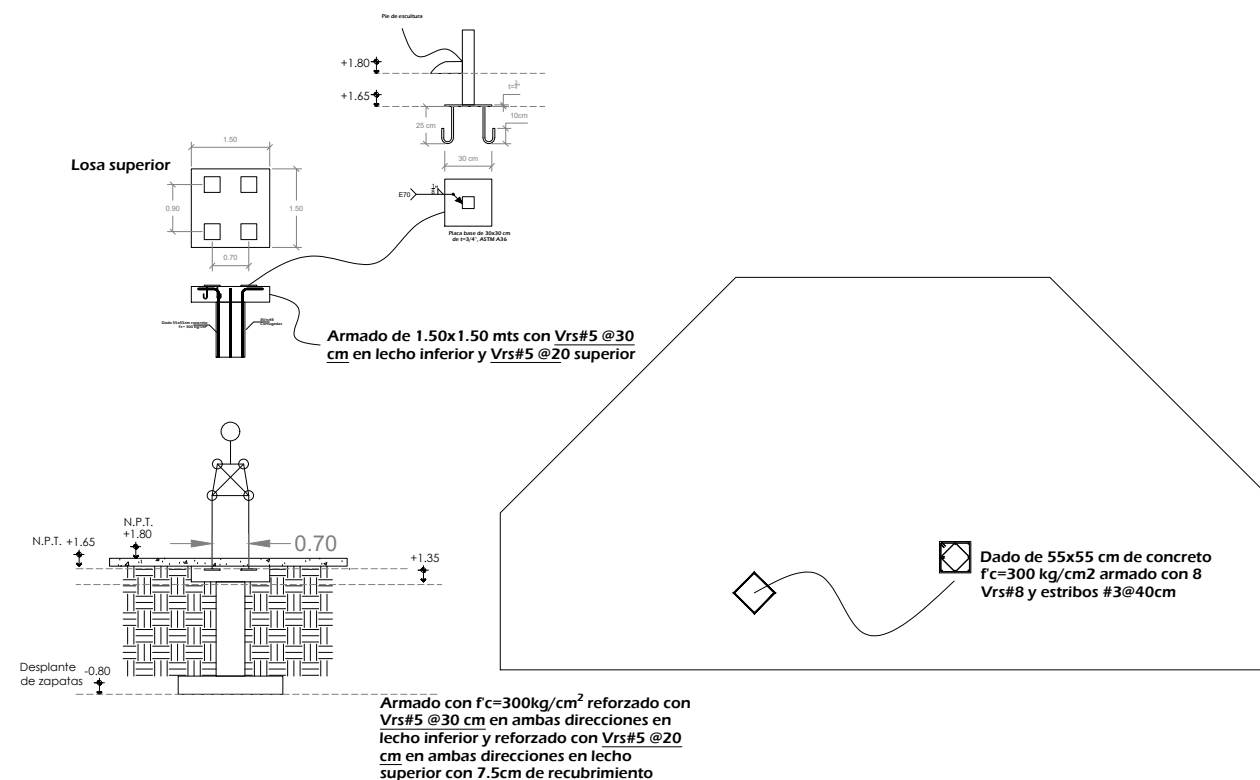 Pie de escultura
+1.80
+1.65
25 cm
10cm
30 cm
1.50
Losa superior
0.90
1.50
0.70
E70
Placa base de 30x30 cm
de t=3/4", ASTM A36
Dado 55x55cm concreto
Armado de 1.50x1.50 mts con Vrs#5 @30
cm en lecho inferior y Vrs#5 @20 superior
N.P.T.
+1.80
N.P.T. +1.65
0.70
+1.35
Desplante
de zapatas
-0.80
Dado de 55x55 cm de concreto
f'c=300 kg/cm2 armado con 8
Vrs#8 y estribos #3@40cm
Armado con f'c=300kg/cm² reforzado con
Vrs#5 @30 cm en ambas direcciones en
lecho inferior y reforzado con Vrs#5 @20
cm en ambas direcciones en lecho
superior con 7.5cm de recubrimiento